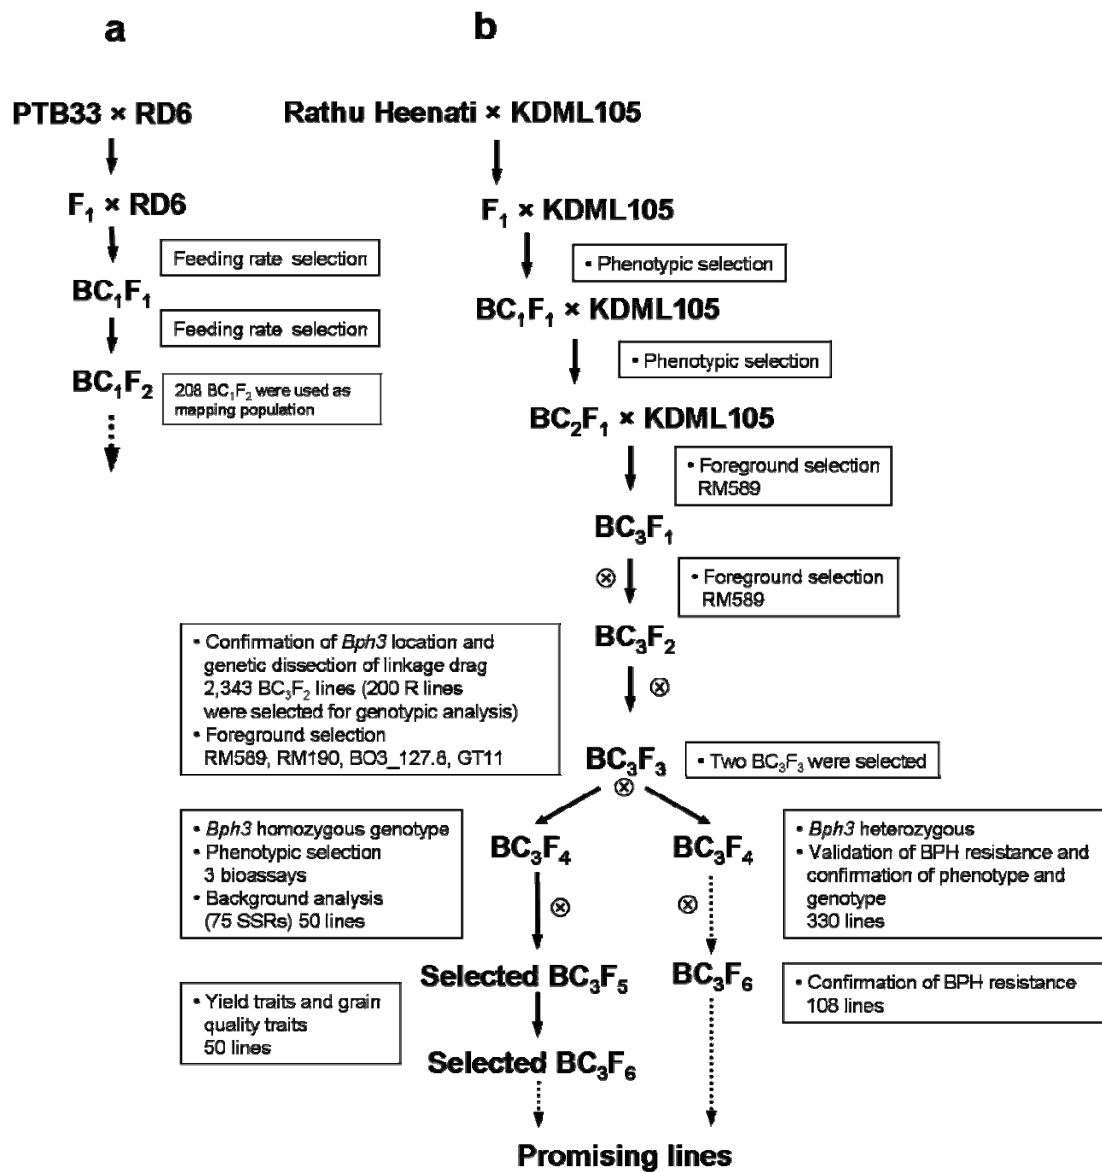 a
PTB33 × RD6
F₁ × RD6
Feeding rate selection
BC₁F₁
Feeding rate selection
BC₁F₂
208 BC₁F₂ were used as
mapping population
b
Rathu Heenati × KDML105
F₁ × KDML105
• Phenotypic selection
BC₁F₁ × KDML105
• Phenotypic selection
BC₂F₁ × KDML105
• Foreground selection
RM589
BC₃F₁
⊗
• Foreground selection
RM589
BC₃F₂
⊗
• Confirmation of Bph3 location and
genetic dissection of linkage drag
2,343 BC₃F₂ lines (200 R lines
were selected for genotypic analysis)
• Foreground selection
RM589, RM190, BO3_127.8, GT11
BC₃F₃
• Two BC₃F₃ were selected
⊗
• Bph3 homozygous genotype
• Phenotypic selection
3 bioassays
• Background analysis
(75 SSRs) 50 lines
BC₃F₄
⊗
BC₃F₄
⊗
• Bph3 heterozygous
• Validation of BPH resistance and
confirmation of phenotype and
genotype
330 lines
Selected BC₃F₅
BC₃F₆
• Confirmation of BPH resistance
108 lines
• Yield traits and grain
quality traits
50 lines
Selected BC₃F₆
Promising lines